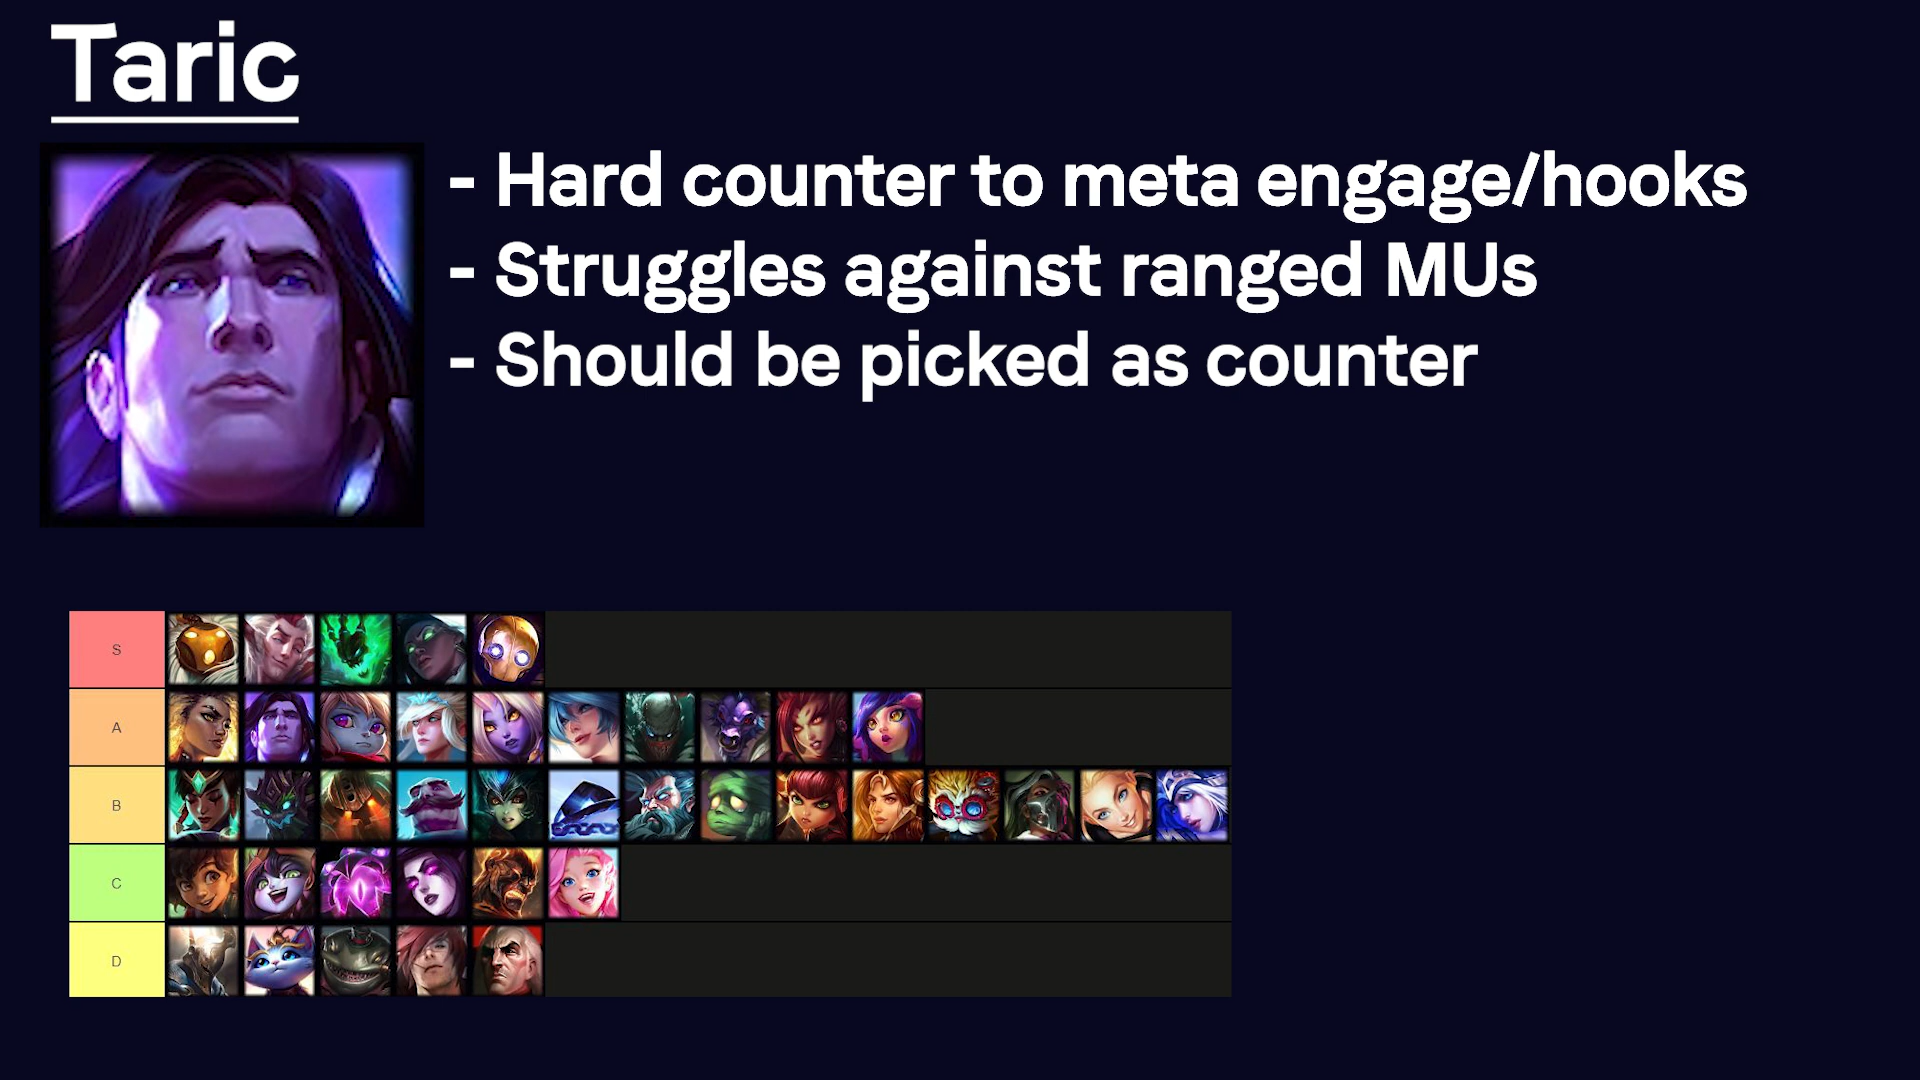 Taric
- Hard counter to meta engage/hooks
- Struggles against ranged MUs
- Should be picked as counter
S
A
B
C
D